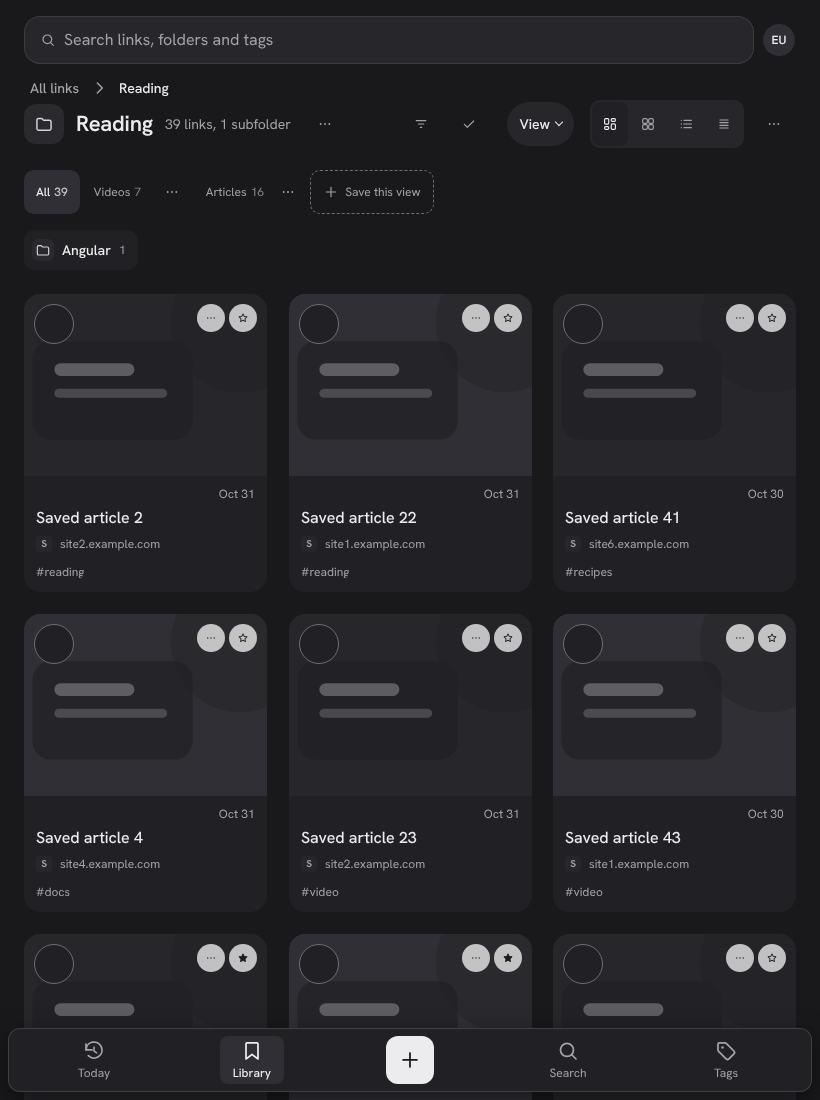 Search links, folders and tags
EU
All links > Reading
Reading 39 links, 1 subfolder ... View ...
All 39 Videos 7 ... Articles 16 ... + Save this view
Angular 1
... ... ...
Oct 31 Oct 31 Oct 30
Saved article 2 Saved article 22 Saved article 41
S site2.example.com S site1.example.com S site6.example.com
#reading #reading #recipes
... ... ...
Oct 31 Oct 31 Oct 30
Saved article 4 Saved article 23 Saved article 43
S site4.example.com S site2.example.com S site1.example.com
#docs #video #video
... ... ...
Today Library + Search Tags